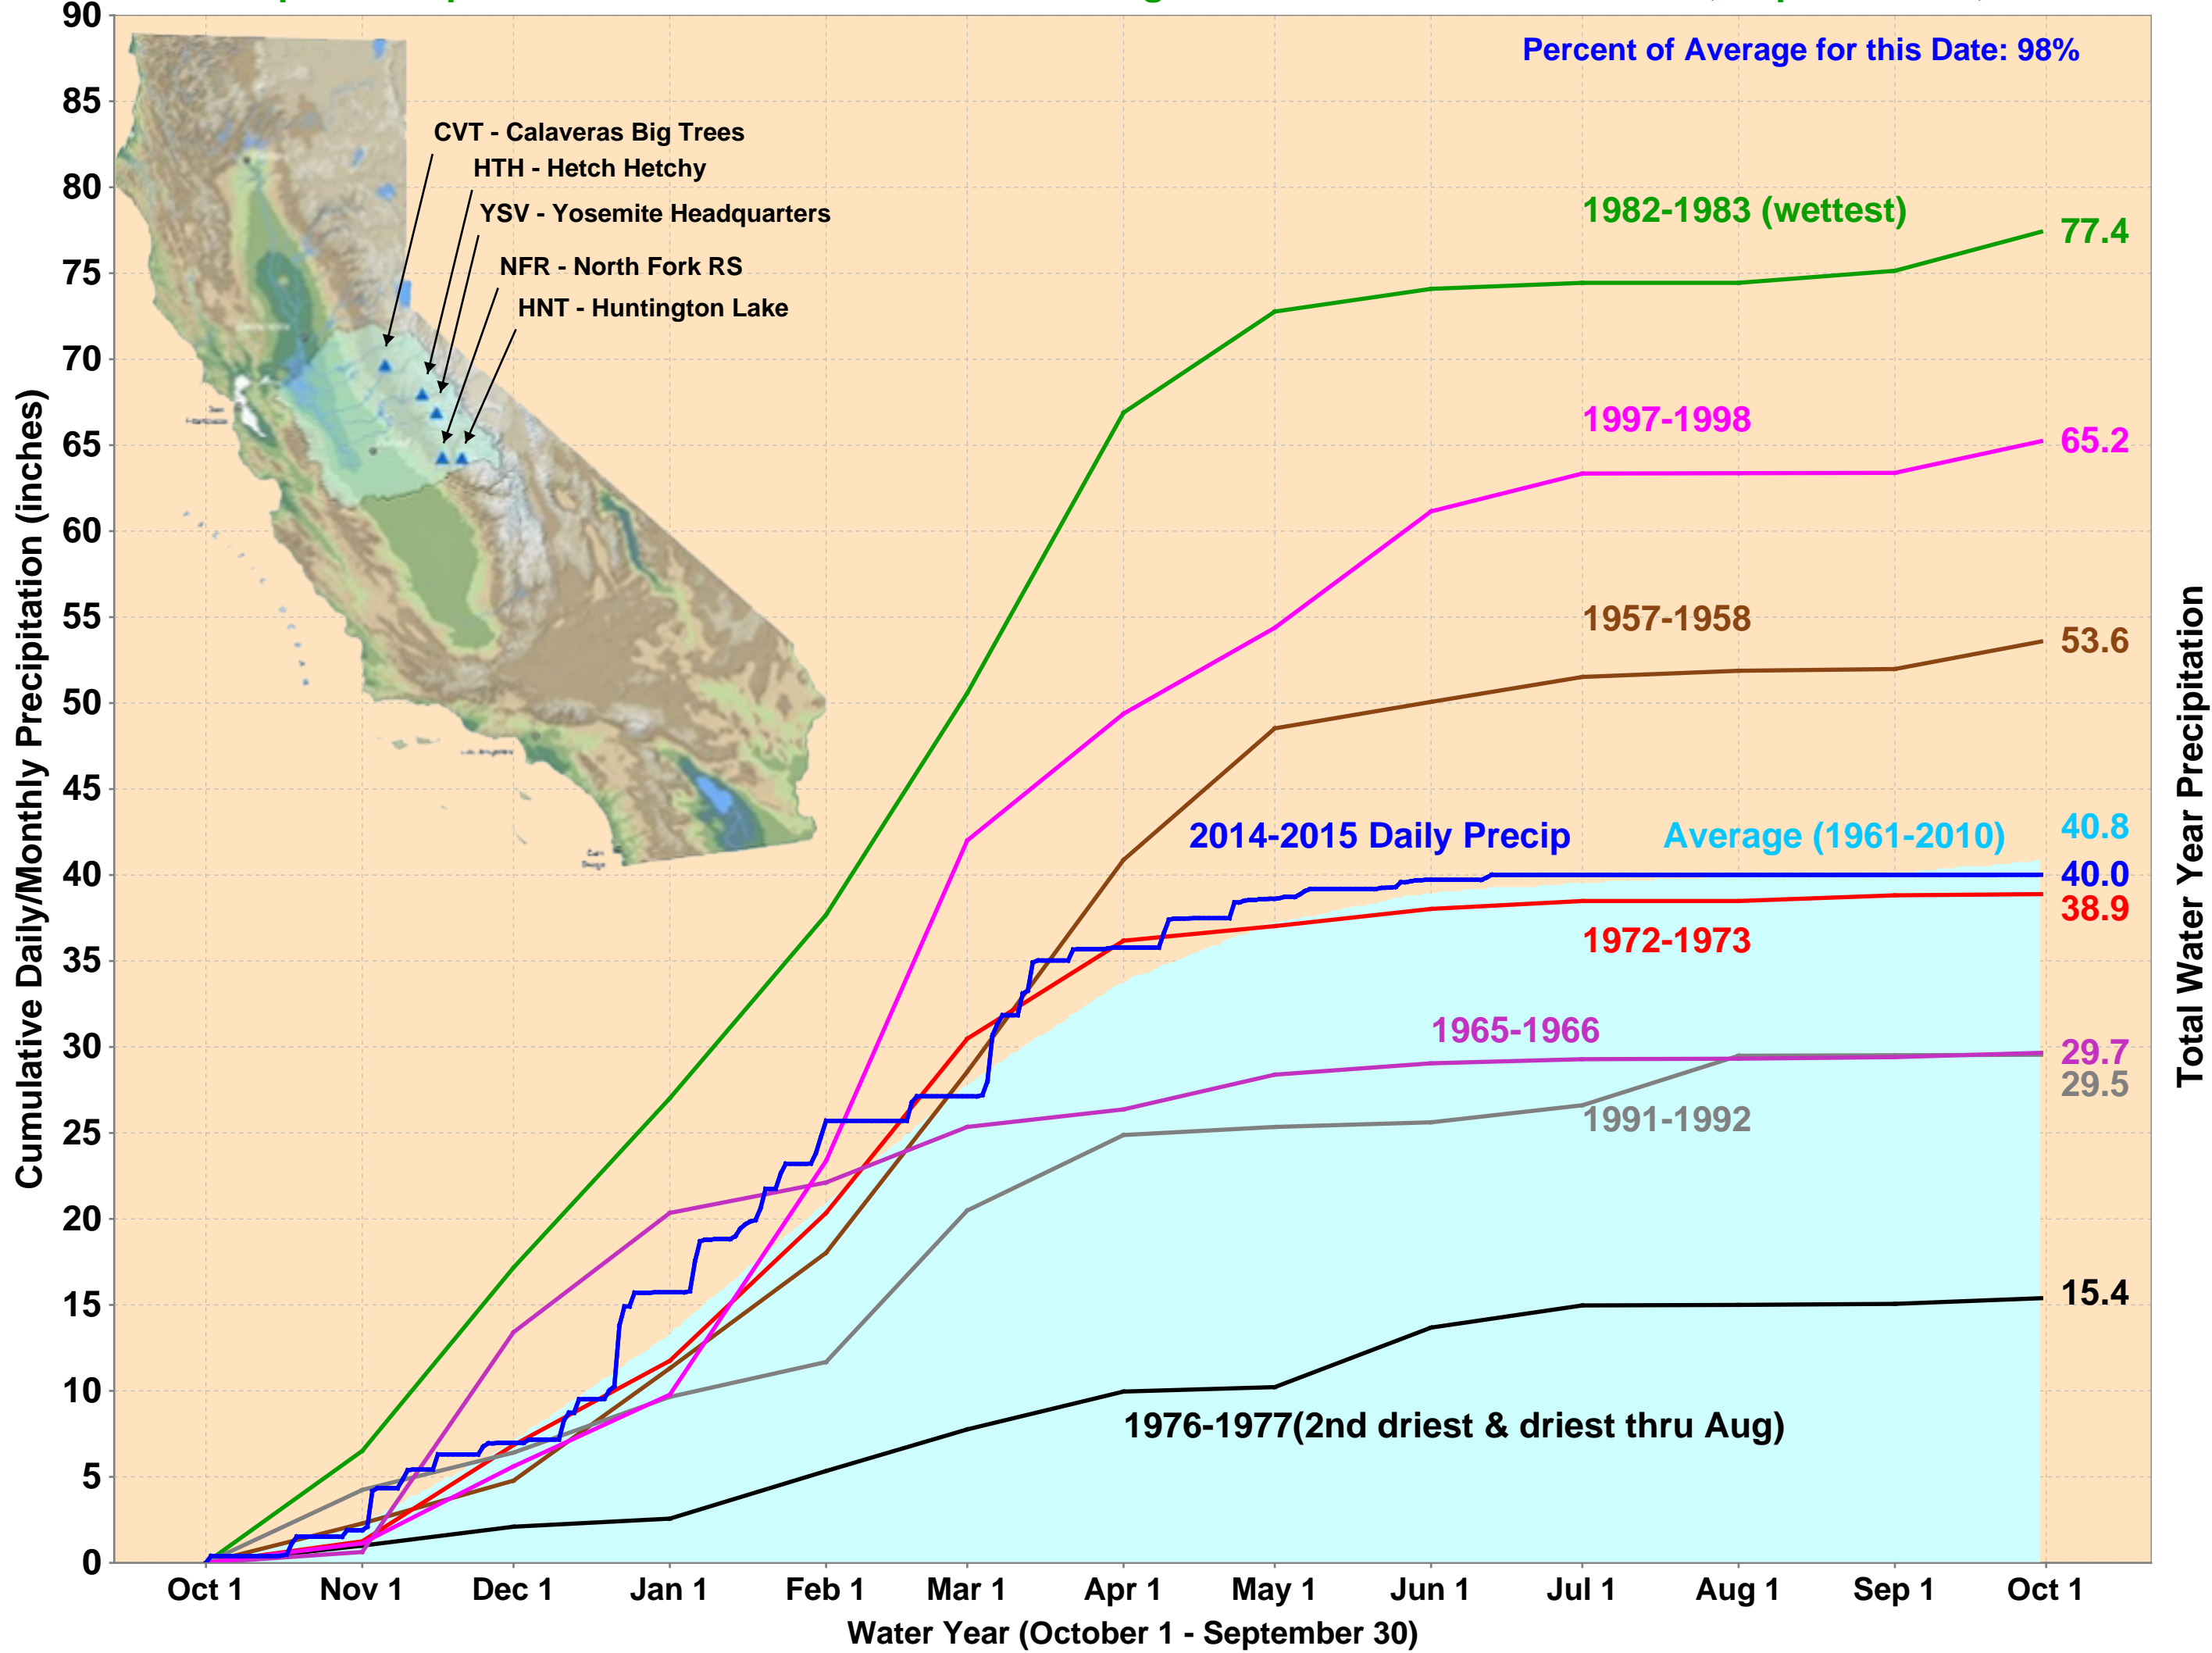 Percent of Average for this Date: 98%
CVT - Calaveras Big Trees
HTH - Hetch Hetchy
YSV - Yosemite Headquarters
NFR - North Fork RS
HNT - Huntington Lake
1982-1983 (wettest)
77.4
1997-1998
65.2
1957-1958
53.6
2014-2015 Daily Precip
Average (1961-2010)
40.8
40.0
38.9
1972-1973
1965-1966
29.7
29.5
1991-1992
15.4
1976-1977(2nd driest & driest thru Aug)
Cumulative Daily/Monthly Precipitation (inches)
90
85
80
75
70
65
60
55
50
45
40
35
30
25
20
15
10
5
0
Total Water Year Precipitation
Oct 1 Nov 1 Dec 1 Jan 1 Feb 1 Mar 1 Apr 1 May 1 Jun 1 Jul 1 Aug 1 Sep 1 Oct 1
Water Year (October 1 - September 30)